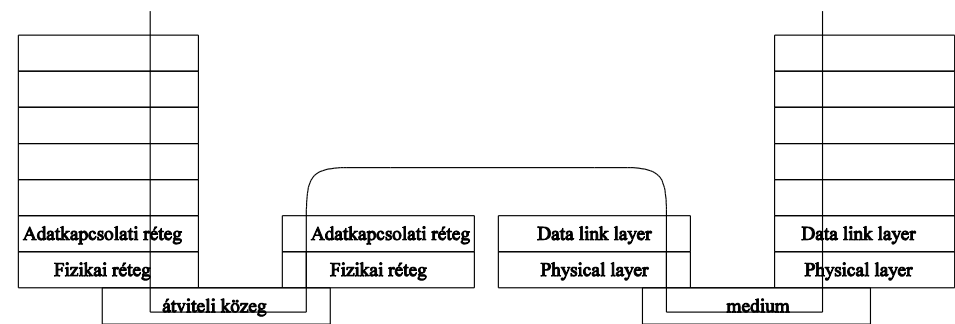 Adatkapcsolati réteg
Adatkapcsolati réteg
Data link layer
Data link layer
Fizikai réteg
Fizikai réteg
Physical layer
Physical layer
átviteli közeg
medium